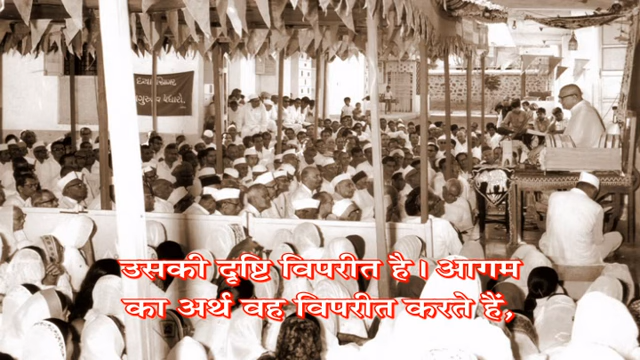 उसकी दृष्टि विपरीत है। आगम
का अर्थ वह विपरीत करते हैं,